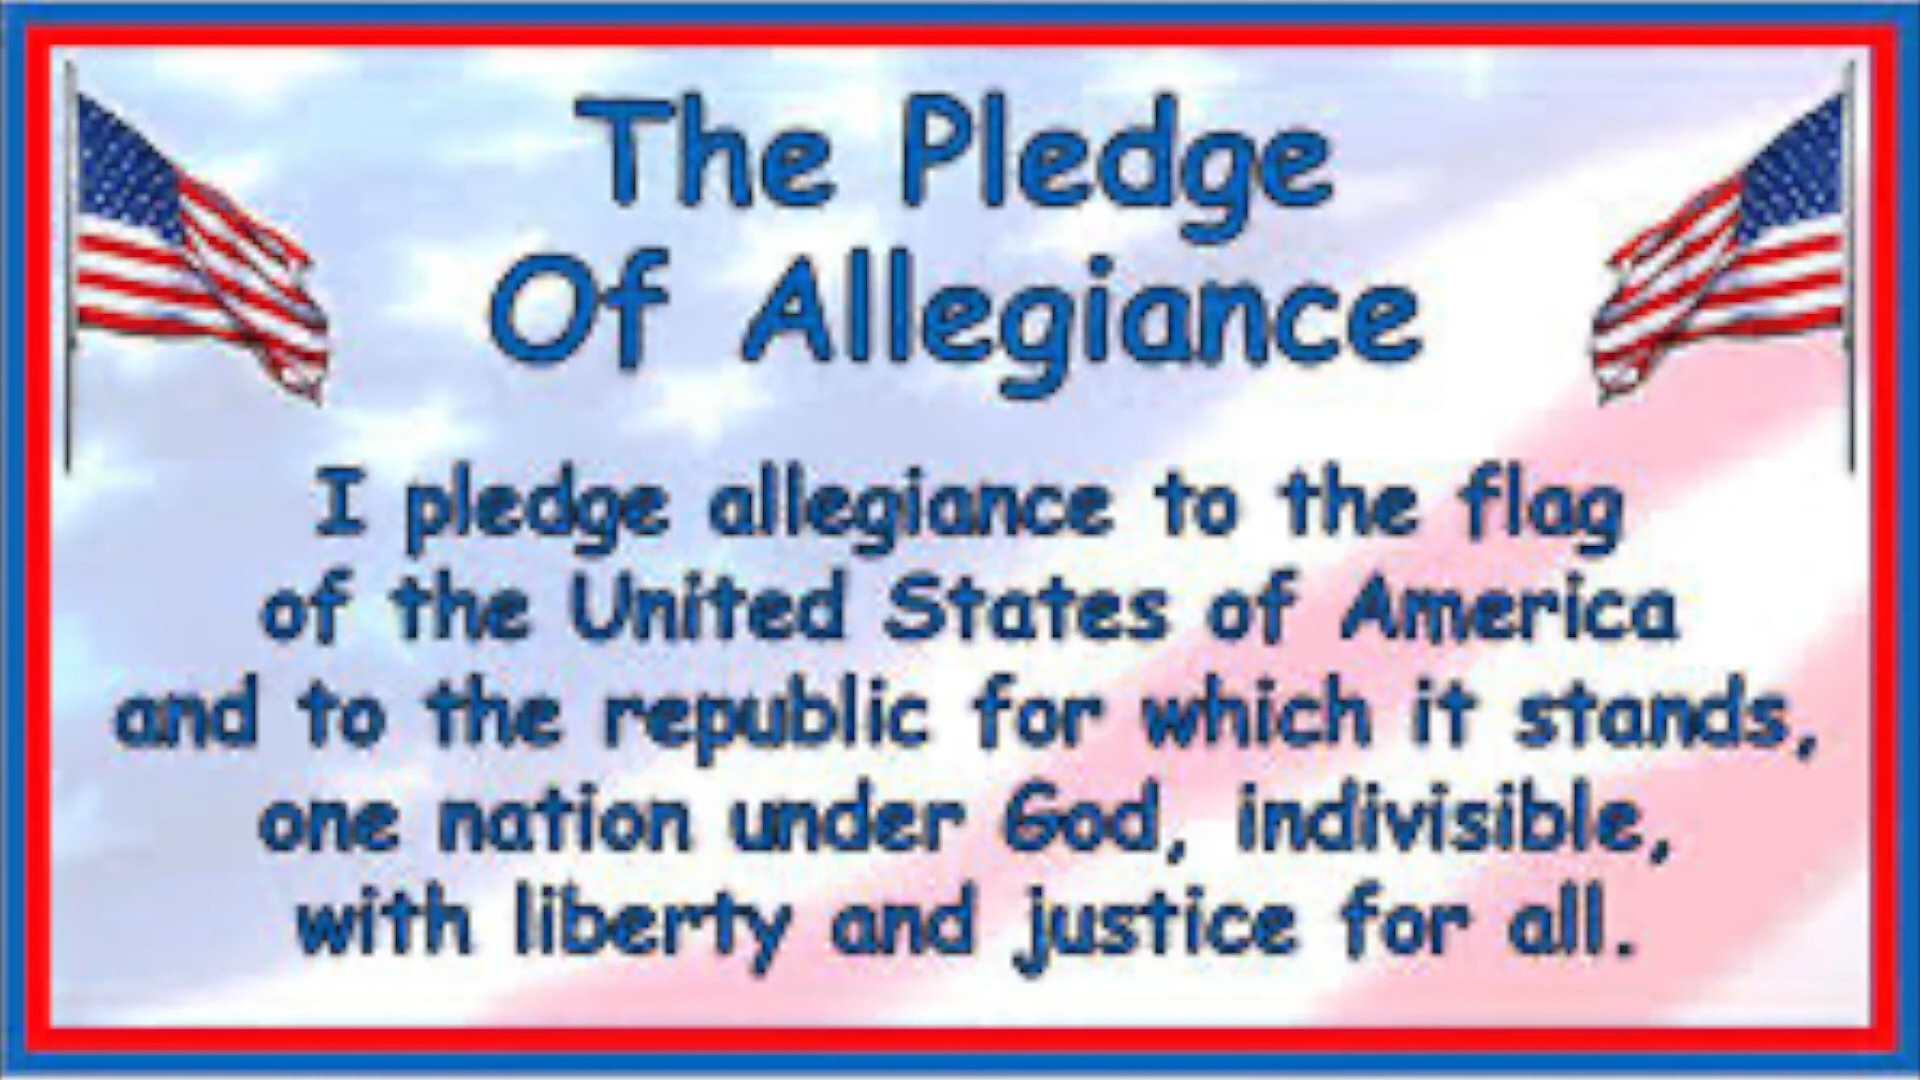 The Pledge
Of Allegiance
I pledge allegiance to the flag
of the United States of America
and to the republic for which it stands,
one nation under God, indivisible,
with liberty and justice for all.